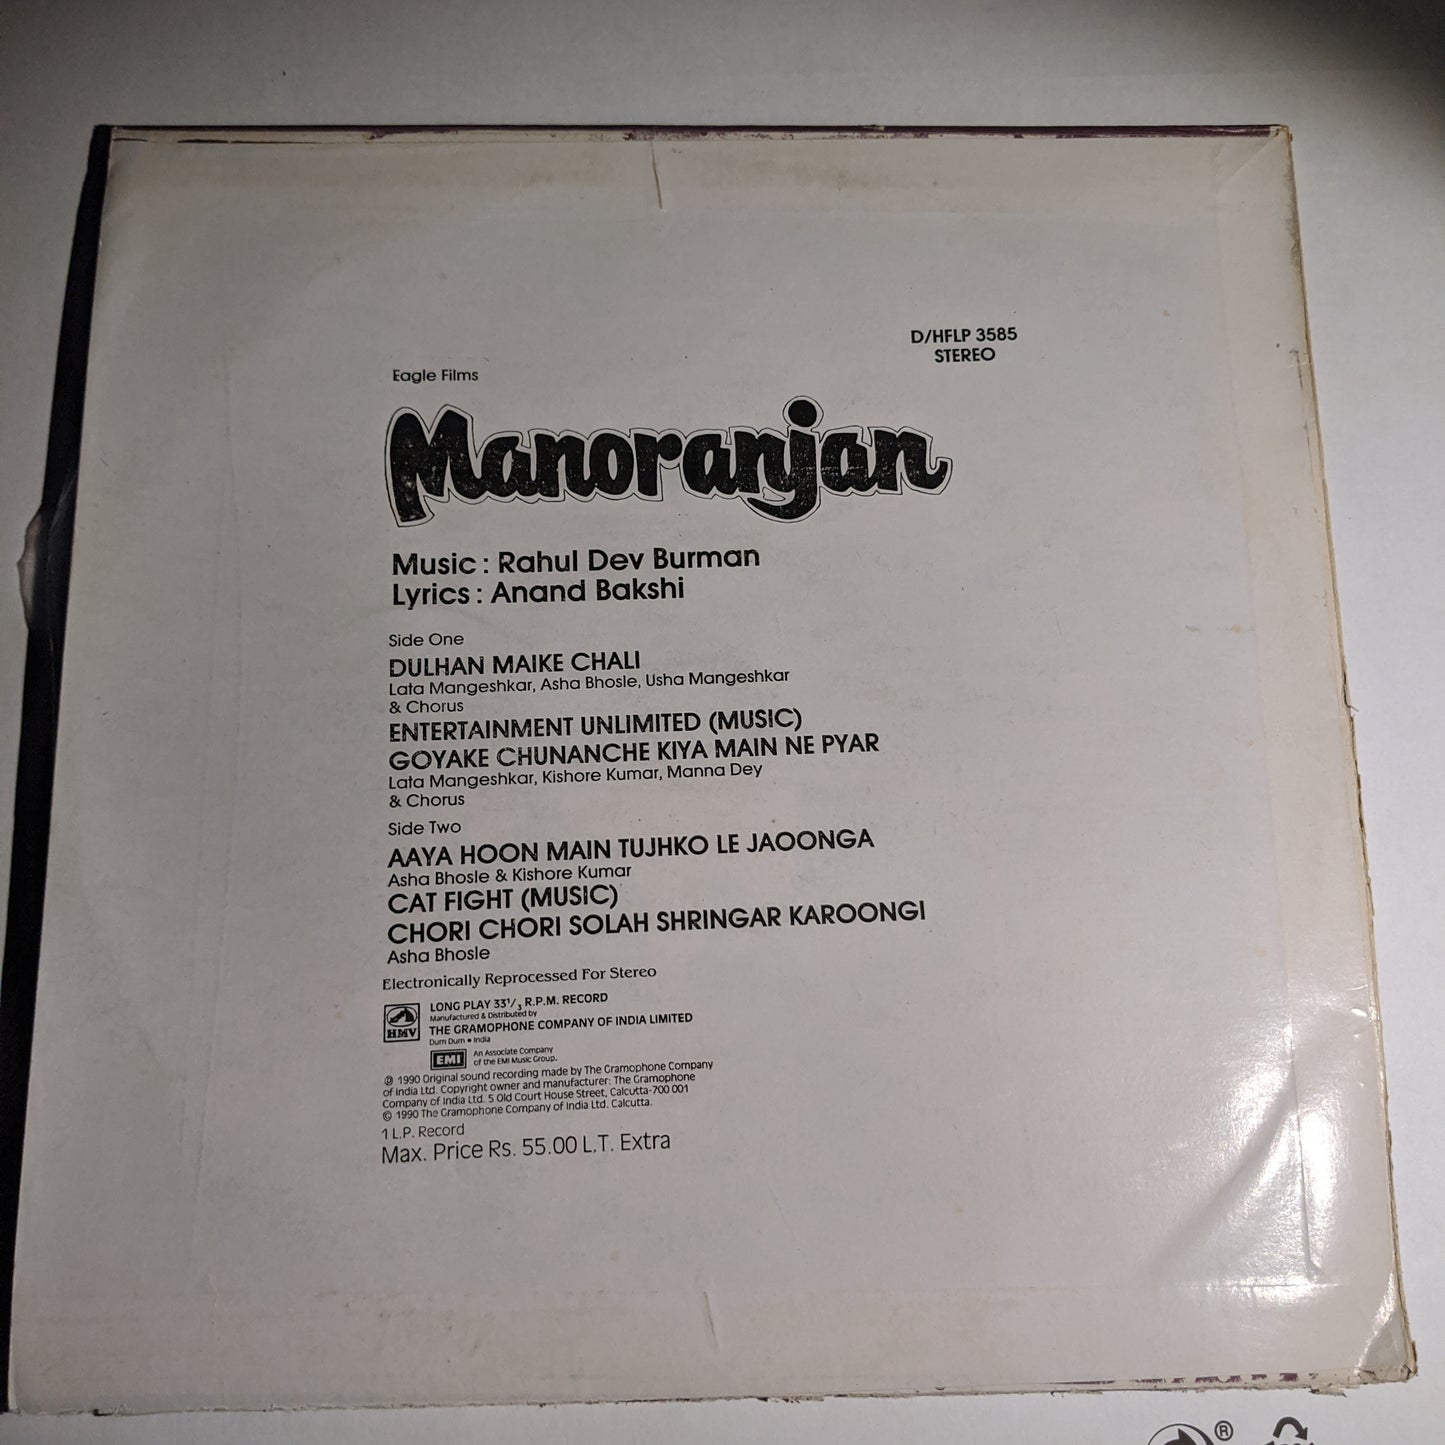 D/HFLP 3585
STEREO
Eagle Films
Manoranjan
Music : Rahul Dev Burman
Lyrics : Anand Bakshi
Side One
DULHAN MAIKE CHALI
Lata Mangeshkar, Asha Bhosle, Usha Mangeshkar
& Chorus
ENTERTAINMENT UNLIMITED (MUSIC)
GOYAKE CHUNANCHE KIYA MAIN NE PYAR
Lata Mangeshkar, Kishore Kumar, Manna Dey
& Chorus
Side Two
AAYA HOON MAIN TUJHKO LE JAOONGA
Asha Bhosle & Kishore Kumar
CAT FIGHT (MUSIC)
CHORI CHORI SOLAH SHRINGAR KAROONGI
Asha Bhosle
Electronically Reprocessed For Stereo
LONG PLAY 33 1/3 R.P.M. RECORD
Manufactured & Distributed by
THE GRAMOPHONE COMPANY OF INDIA LIMITED
Dum Dum • India
HMV
EMI
An Associate Company
of the EMI Music Group.
℗ 1990 Original sound recording made by The Gramophone Company
of India Ltd. Copyright owner and manufacturer: The Gramophone
Company of India Ltd. 5 Old Court House Street, Calcutta-700 001
© 1990 The Gramophone Company of India Ltd. Calcutta.
1 L.P. Record
Max. Price Rs. 55.00 L.T. Extra
®